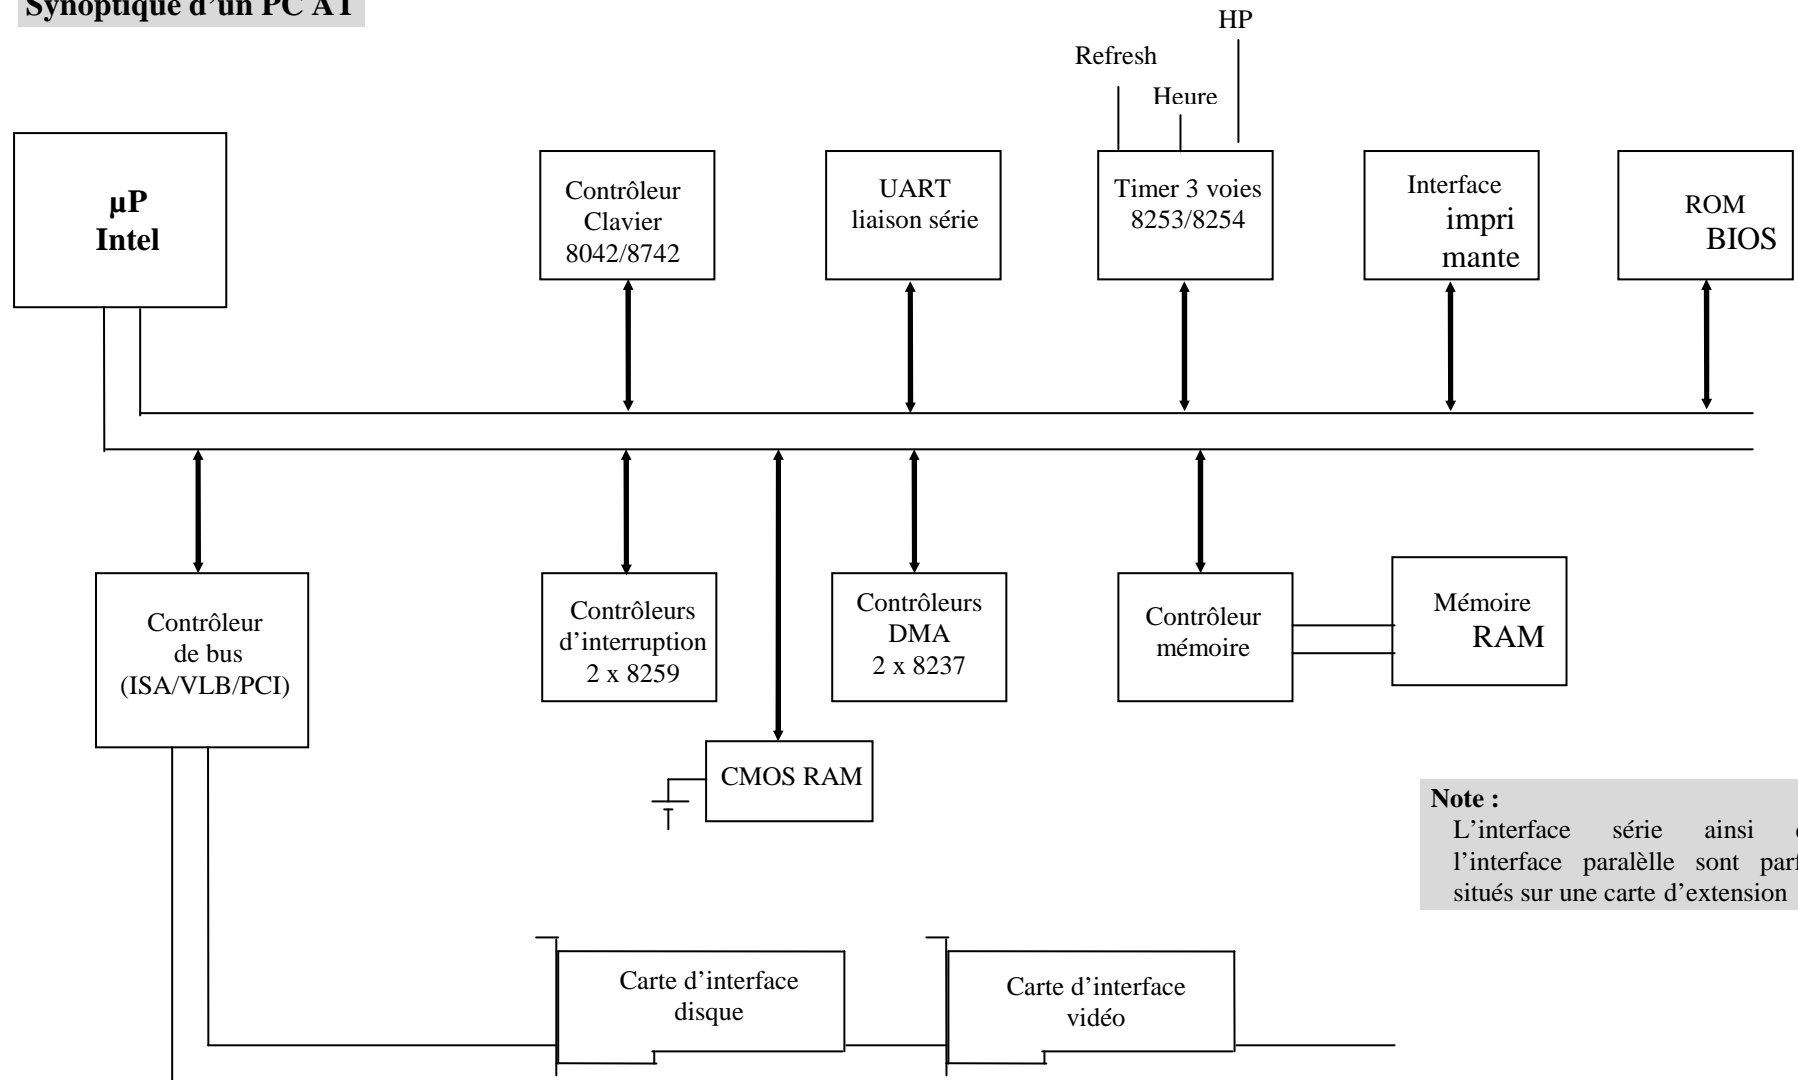 Synoptique d'un PC AT
HP
Refresh
Heure
µP
Intel
Contrôleur
Clavier
8042/8742
UART
liaison série
Timer 3 voies
8253/8254
Interface
impri
mante
ROM
BIOS
Contrôleur
de bus
(ISA/VLB/PCI)
Contrôleurs
d'interruption
2 x 8259
Contrôleurs
DMA
2 x 8237
Contrôleur
mémoire
Mémoire
RAM
CMOS RAM
Note :
L'interface série ainsi
l'interface paralèlle sont
situés sur une carte d'extension
Carte d'interface
disque
Carte d'interface
vidéo